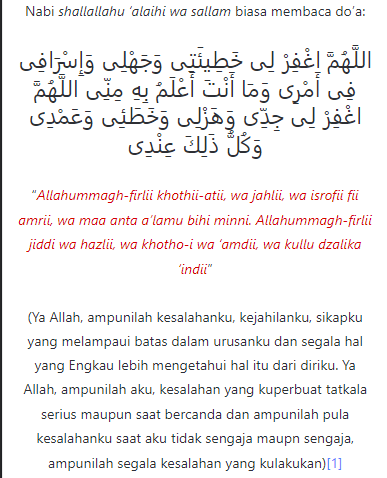 Nabi shallallahu 'alaihi wa sallam biasa membaca do'a:
اللَّهُمَّ اغْفِرْ لِى خَطِيئَتِى وَجَهْلِى وَإِسْرَافِى
فِى أَمْرِى وَمَا أَنْتَ أَعْلَمُ بِهِ مِنِّى اللَّهُمَّ
اغْفِرْ لِى جِدِّى وَهَزْلِى وَخَطَئِى وَعَمْدِى
وَكُلُّ ذَلِكَ عِنْدِى
"Allahummagh-firlii khothii-atii, wa jahlii, wa isrofii fii
amrii, wa maa anta a'lamu bihi minni. Allahummagh-firlii
jiddi wa hazlii, wa khotho-i wa 'amdii, wa kullu dzalika
'indii"
(Ya Allah, ampunilah kesalahanku, kejahilanku, sikapku
yang melampaui batas dalam urusanku dan segala hal
yang Engkau lebih mengetahui hal itu dari diriku. Ya
Allah, ampunilah aku, kesalahan yang kuperbuat tatkala
serius maupun saat bercanda dan ampunilah pula
kesalahanku saat aku tidak sengaja maupn sengaja,
ampunilah segala kesalahan yang kulakukan)[1]